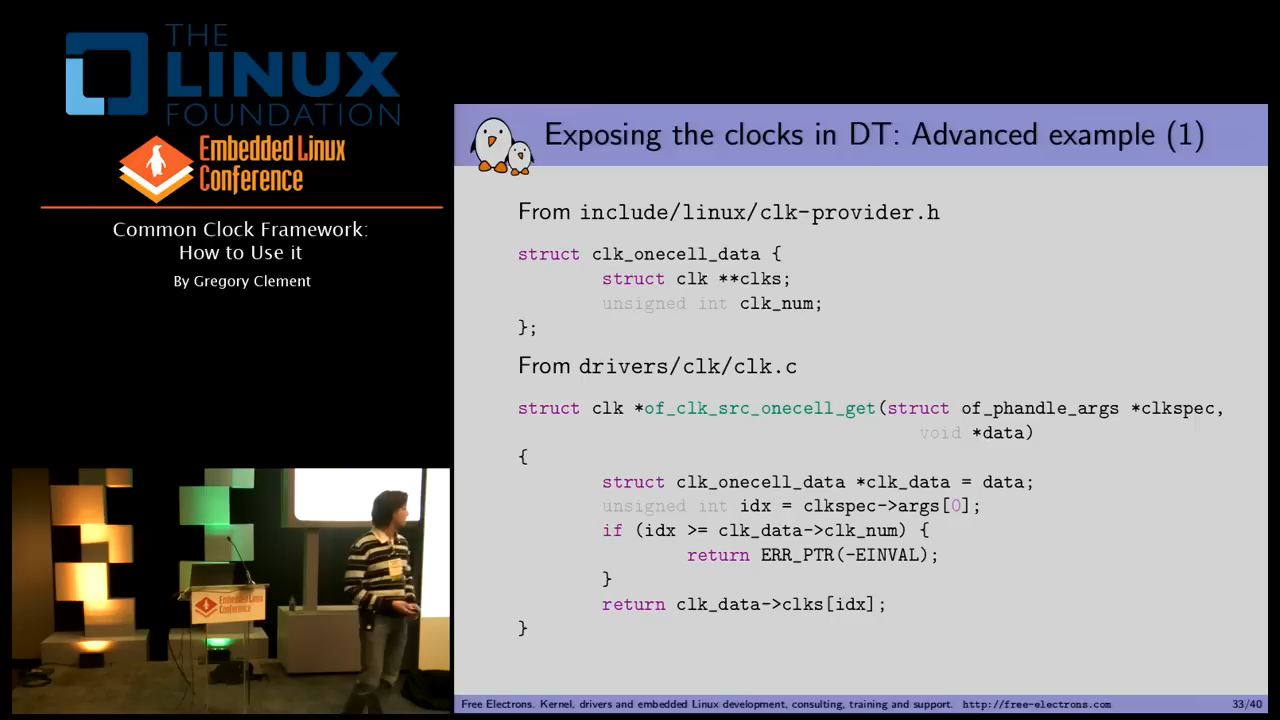 THE
LINUX
FOUNDATION
Embedded Linux
Conference
Common Clock Framework:
How to Use it
By Gregory Clement
Exposing the clocks in DT: Advanced example (1)
From include/linux/clk-provider.h
struct clk_onecell_data {
struct clk **clks;
unsigned int clk_num;
};
From drivers/clk/clk.c
struct clk *of_clk_src_onecell_get(struct of_phandle_args *clkspec,
void *data)
{
struct clk_onecell_data *clk_data = data;
unsigned int idx = clkspec->args[0];
if (idx >= clk_data->clk_num) {
return ERR_PTR(-EINVAL);
}
return clk_data->clks[idx];
}
Embedded Linux
Conference
Free Electrons. Kernel, drivers and embedded Linux development, consulting, training and support. http://free-electrons.com 33/40